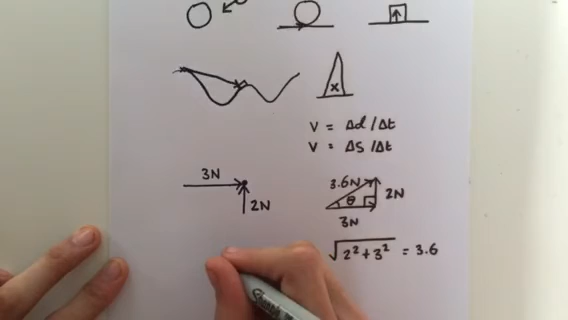 x
V = Δd/Δt
V = Δs/Δt
3N
2N
3.6N
2N
θ
3N
√2²+3² = 3.6